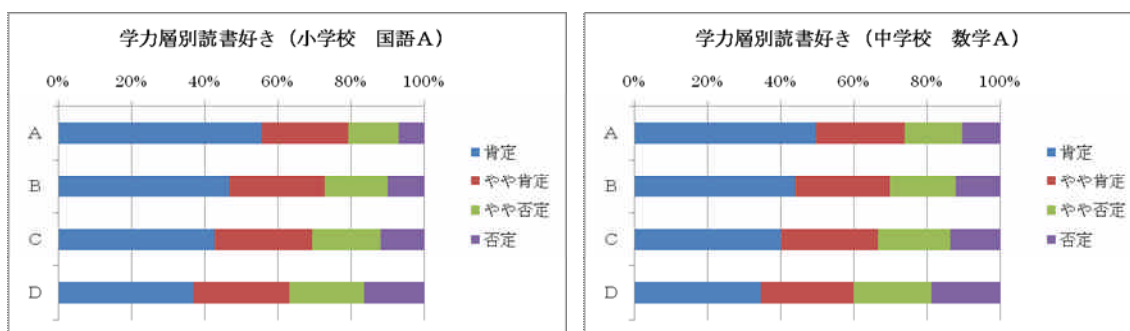 学力層別読書好き（小学校　国語A）
0% 20% 40% 60% 80% 100%
A
B
C
D
肯定
やや肯定
やや否定
否定
学力層別読書好き（中学校　数学A）
0% 20% 40% 60% 80% 100%
A
B
C
D
肯定
やや肯定
やや否定
否定